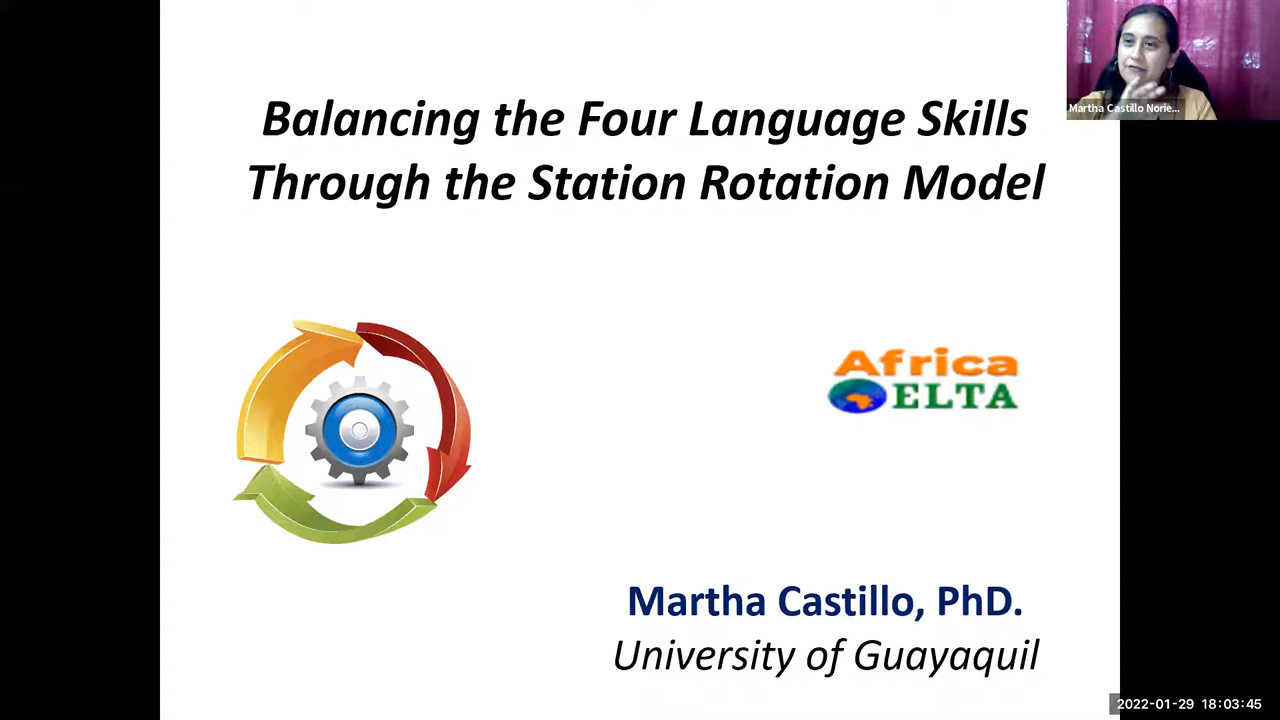 Balancing the Four Language Skills
Through the Station Rotation Model
Martha Castillo Norie...
Africa
ELTA
Martha Castillo, PhD.
University of Guayaquil
2022-01-29 18:03:45